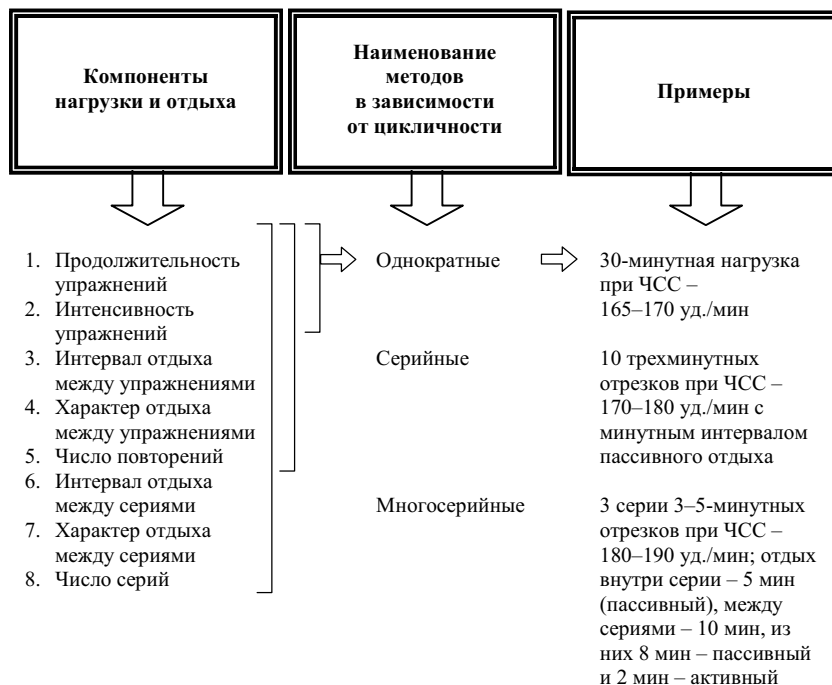 Компоненты
нагрузки и отдыха
Наименование
методов
в зависимости
от цикличности
Примеры
1. Продолжительность
упражнений
2. Интенсивность
упражнений
3. Интервал отдыха
между упражнениями
4. Характер отдыха
между упражнениями
5. Число повторений
6. Интервал отдыха
между сериями
7. Характер отдыха
между сериями
8. Число серий
Однократные
Серийные
Многосерийные
30-минутная нагрузка
при ЧСС –
165–170 уд./мин
10 трехминутных
отрезков при ЧСС –
170–180 уд./мин с
минутным интервалом
пассивного отдыха
3 серии 3–5-минутных
отрезков при ЧСС –
180–190 уд./мин; отдых
внутри серии – 5 мин
(пассивный), между
сериями – 10 мин, из
них 8 мин – пассивный
и 2 мин – активный